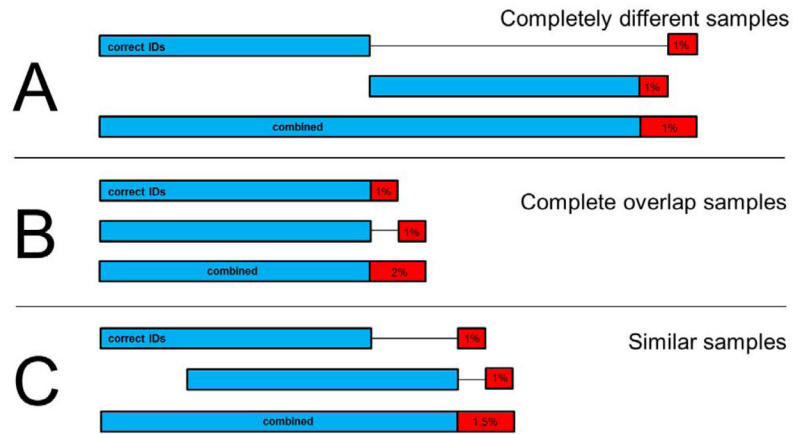 Completely different samples
A
correct IDs
1%
1%
combined
1%
Complete overlap samples
B
correct IDs
1%
1%
combined
2%
Similar samples
C
correct IDs
1%
1%
combined
1.5%